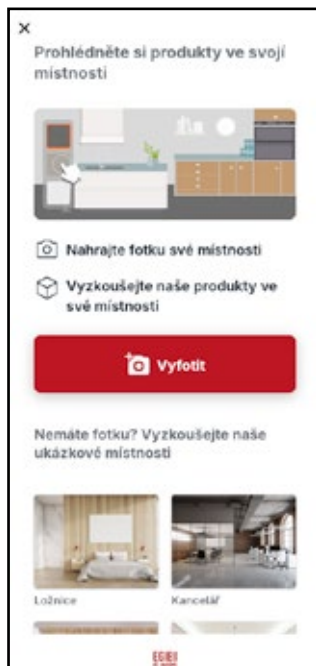 ×
Prohlédněte si produkty ve svojí
místnosti
Nahrajte fotku své místnosti
Vyzkoušejte naše produkty ve
své místnosti
Vyfotit
Nemáte fotku? Vyzkoušejte naše
ukázkové místnosti
Ložnice
Kancelář